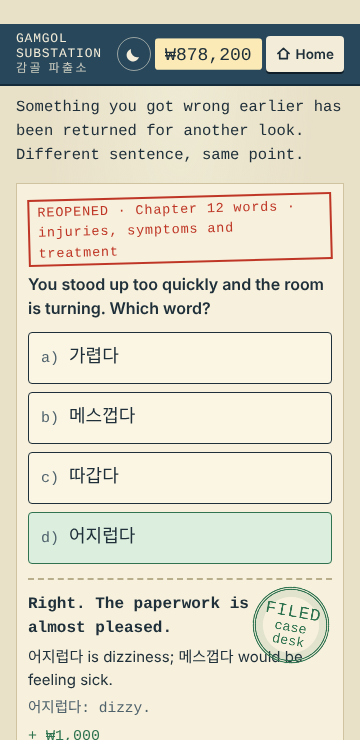 GAMGOL
SUBSTATION
감골 파출소
₩878,200
Home
Something you got wrong earlier has
been returned for another look.
Different sentence, same point.
REOPENED · Chapter 12 words ·
injuries, symptoms and
treatment
You stood up too quickly and the room
is turning. Which word?
a) 가렵다
b) 메스껍다
c) 따갑다
d) 어지럽다
Right. The paperwork is
almost pleased.
FILED
case
desk
어지럽다 is dizziness; 메스껍다 would be
feeling sick.
어지럽다: dizzy.
+ ₩1,000